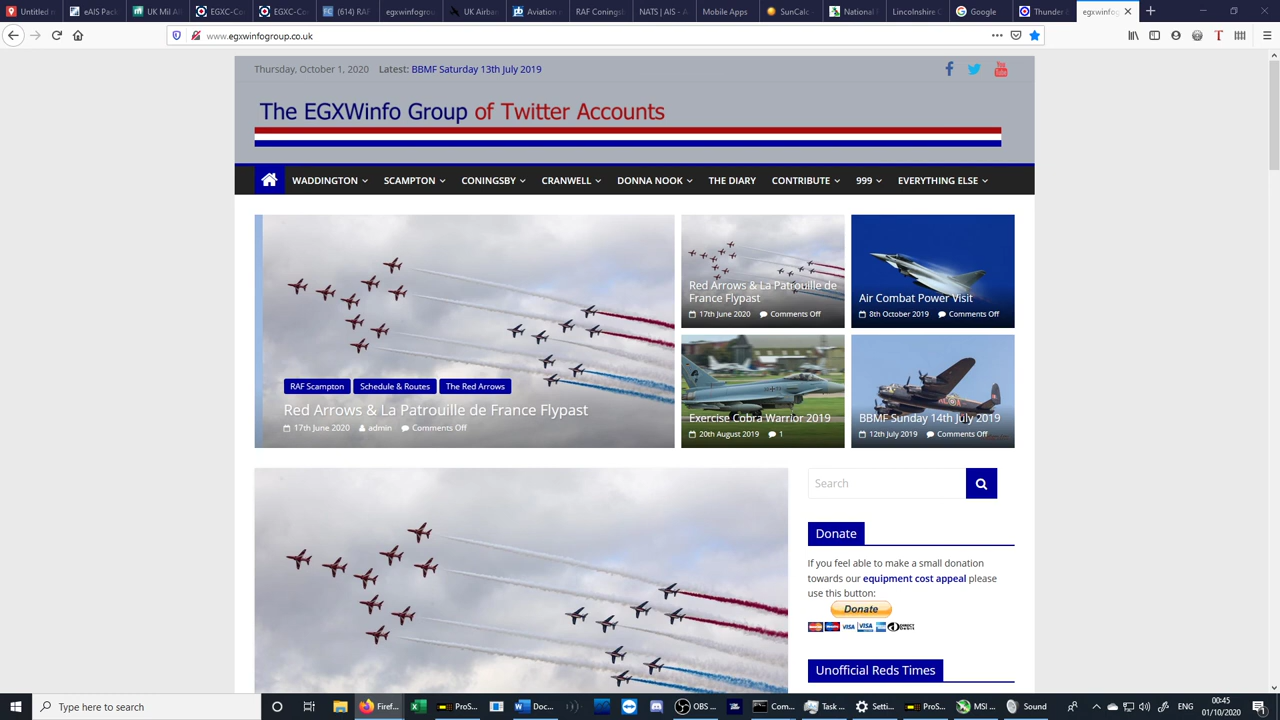 Untitled m
eAIS Pack
UK Mil AI
EGXC-Co
EGXC-Co
(614) RAF
egxwinfogro
UK Airba
Aviation
RAF Conings
NATS | AIS - A
Mobile Apps
SunCalc -
National
Lincolnshire C
Google
Thunder
egxwinfog
www.egxwinfogroup.co.uk
Thursday, October 1, 2020 Latest: BBMF Saturday 13th July 2019
The EGXWinfo Group of Twitter Accounts
WADDINGTON
SCAMPTON
CONINGSBY
CRANWELL
DONNA NOOK
THE DIARY
CONTRIBUTE
999
EVERYTHING ELSE
RAF Scampton
Schedule & Routes
The Red Arrows
Red Arrows & La Patrouille de France Flypast
17th June 2020 admin Comments Off
Red Arrows & La Patrouille de
France Flypast
17th June 2020 Comments Off
Air Combat Power Visit
8th October 2019 Comments Off
Exercise Cobra Warrior 2019
20th August 2019 1
BBMF Sunday 14th July 2019
12th July 2019 Comments Off
Search
Donate
If you feel able to make a small donation
towards our equipment cost appeal please
use this button:
Donate
Unofficial Reds Times
Type here to search
Firef...
ProS...
Doc...
OBS ...
Com...
Task ...
Setti...
ProS...
MSI ...
Sound
ENG
00:45
01/10/2020